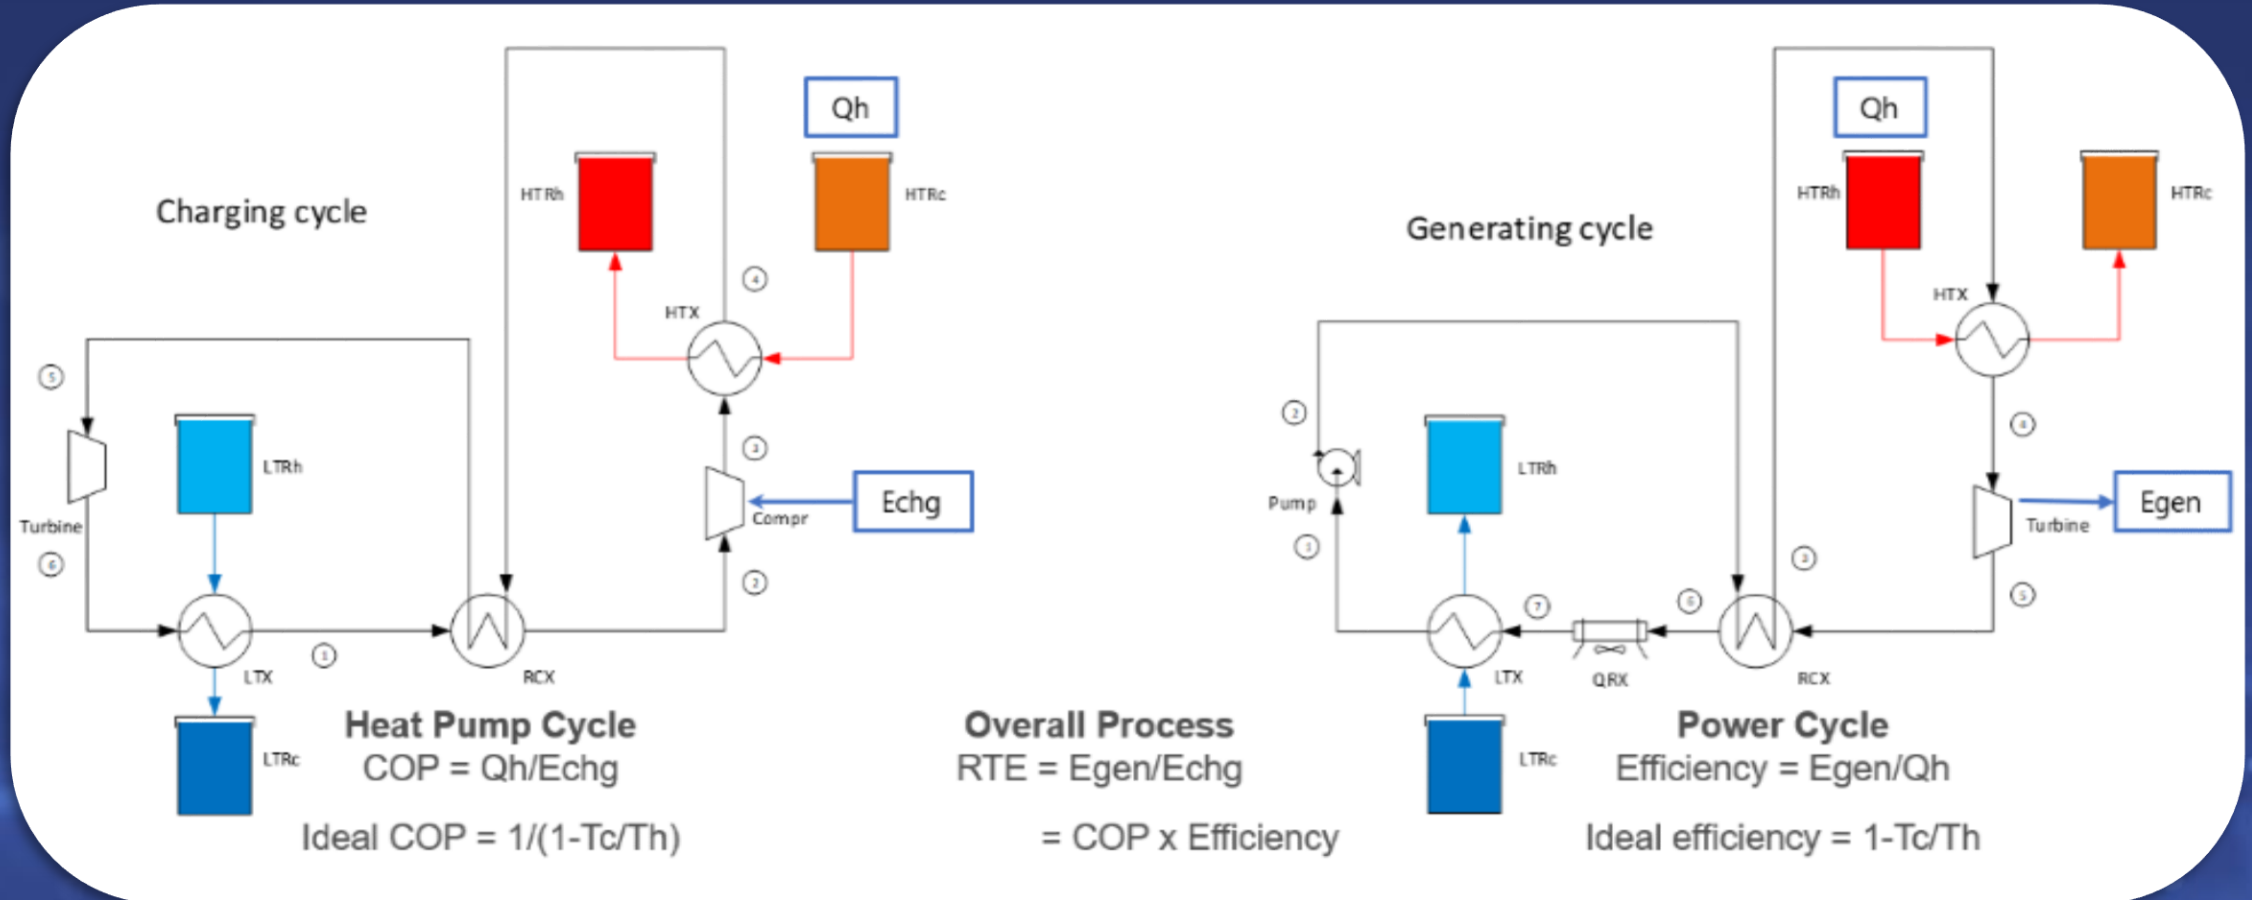 Charging cycle
Qh
HTRh
HTRc
4
HTX
5
3
LTRh
Turbine
Compr
Echg
6
2
1
LTX
RCX
LTRc
Heat Pump Cycle
COP = Qh/Echg
Ideal COP = 1/(1-Tc/Th)
Overall Process
RTE = Egen/Echg
= COP x Efficiency
Generating cycle
Qh
HTRh
HTRc
HTX
2
4
LTRh
Pump
Turbine
Egen
1
3
5
7
6
LTX
QRX
RCX
LTRc
Power Cycle
Efficiency = Egen/Qh
Ideal efficiency = 1-Tc/Th